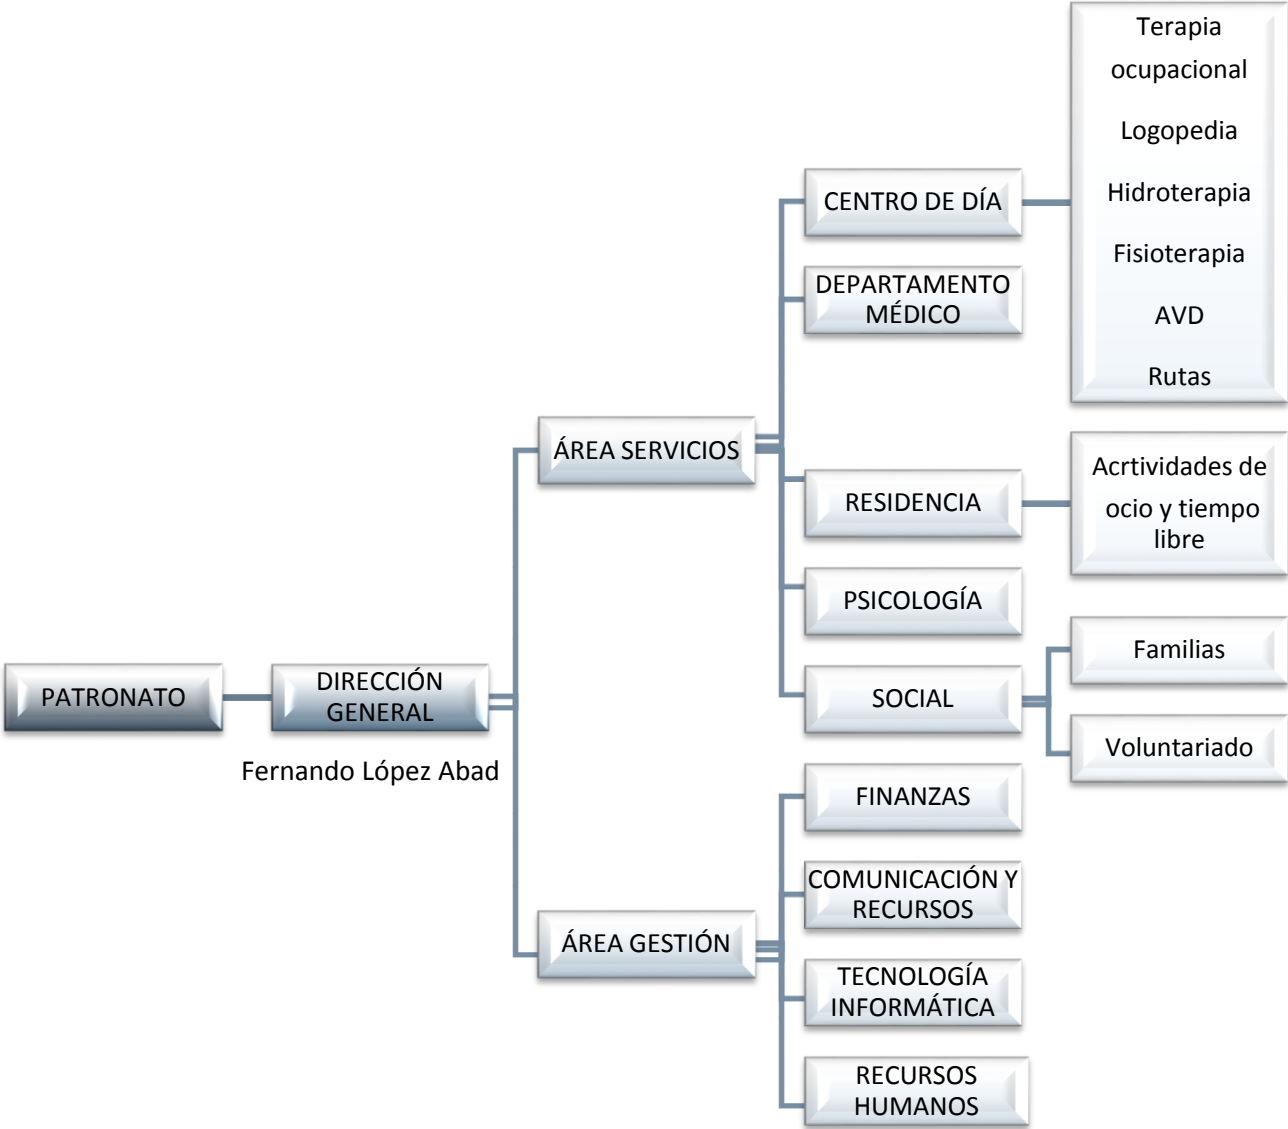 PATRONATO
DIRECCIÓN
GENERAL
Fernando López Abad
ÁREA SERVICIOS
CENTRO DE DÍA
Terapia
ocupacional
Logopedia
Hidroterapia
Fisioterapia
AVD
Rutas
DEPARTAMENTO
MÉDICO
RESIDENCIA
Acrtividades de
ocio y tiempo
libre
PSICOLOGÍA
SOCIAL
Familias
Voluntariado
ÁREA GESTIÓN
FINANZAS
COMUNICACIÓN Y
RECURSOS
TECNOLOGÍA
INFORMÁTICA
RECURSOS
HUMANOS